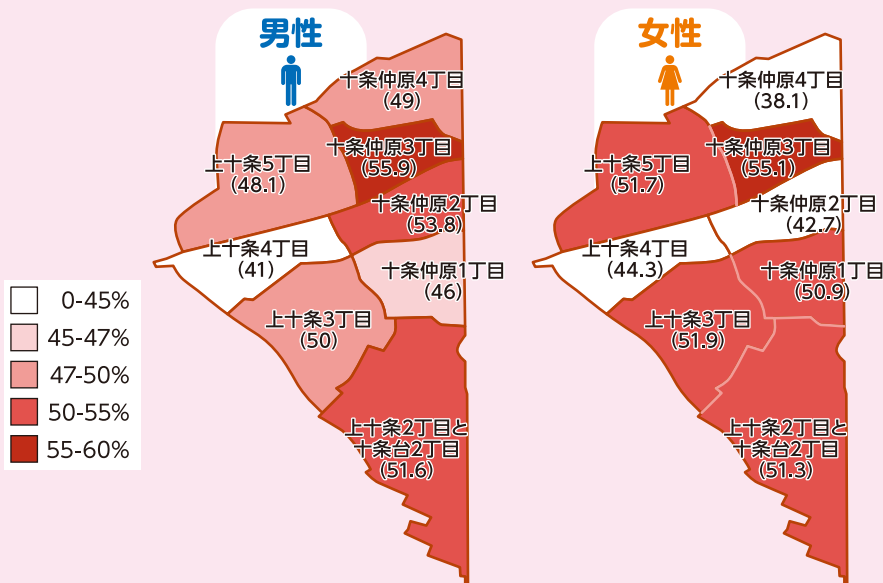 男性
十条仲原4丁目
(49)
十条仲原3丁目
(55.9)
上十条5丁目
(48.1)
十条仲原2丁目
(53.8)
上十条4丁目
(41)
十条仲原1丁目
(46)
上十条3丁目
(50)
上十条2丁目と
十条台2丁目
(51.6)
女性
十条仲原4丁目
(38.1)
十条仲原3丁目
(55.1)
上十条5丁目
(51.7)
十条仲原2丁目
(42.7)
上十条4丁目
(44.3)
十条仲原1丁目
(50.9)
上十条3丁目
(51.9)
上十条2丁目と
十条台2丁目
(51.3)
0-45%
45-47%
47-50%
50-55%
55-60%